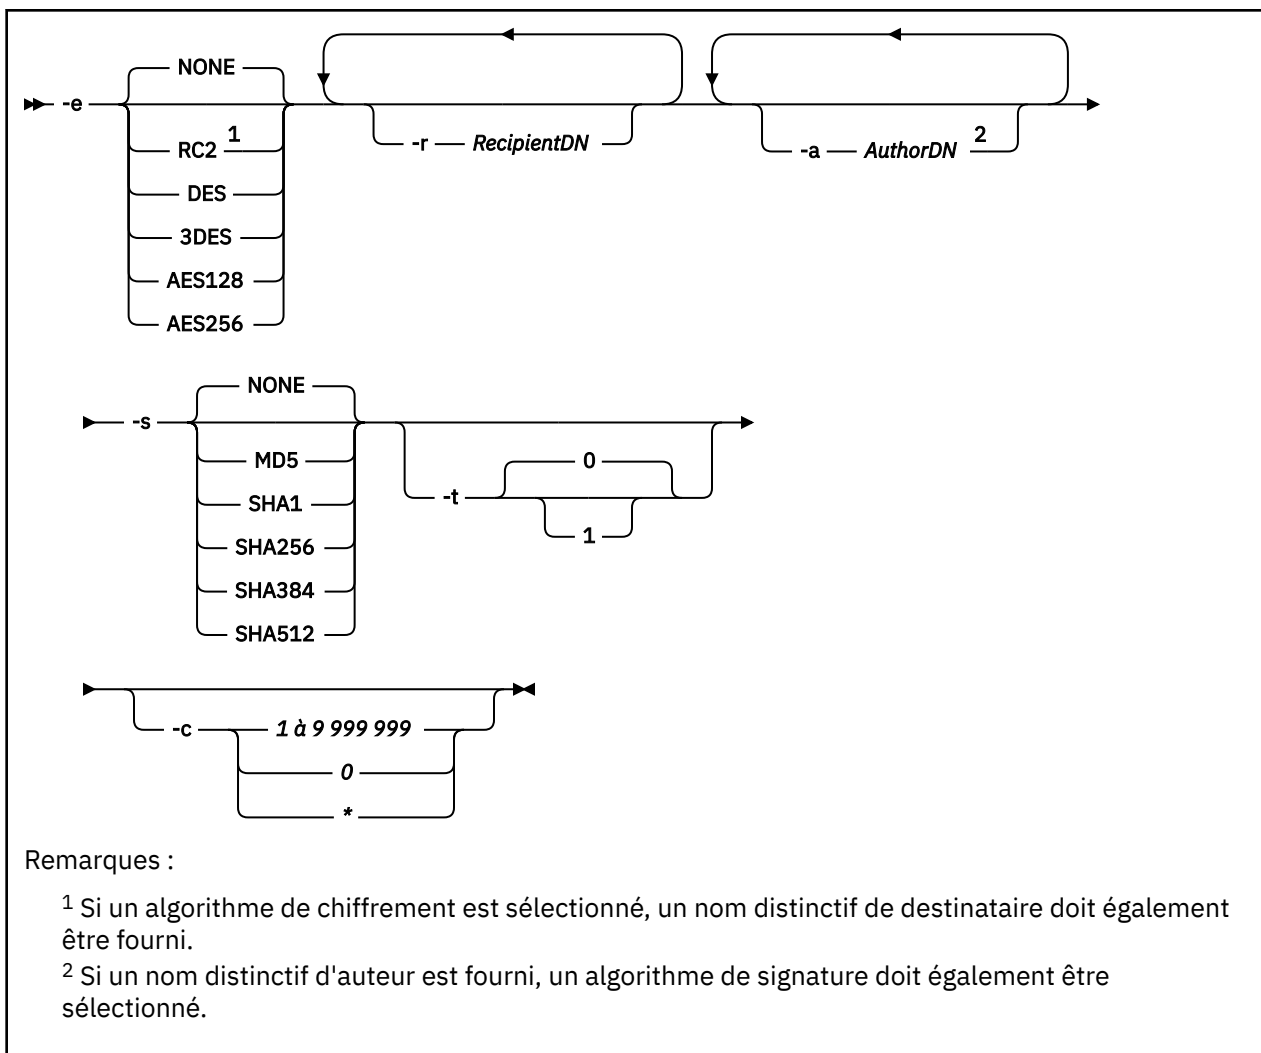 NONE
-e
RC2 1
-r RecipientDN
-a AuthorDN 2
DES
3DES
AES128
AES256
NONE
-s
MD5
0
SHA1
-t
SHA256
1
SHA384
SHA512
-c 1 à 9 999 999
0
*
Remarques :
1 Si un algorithme de chiffrement est sélectionné, un nom distinctif de destinataire doit également
être fourni.
2 Si un nom distinctif d'auteur est fourni, un algorithme de signature doit également être
sélectionné.